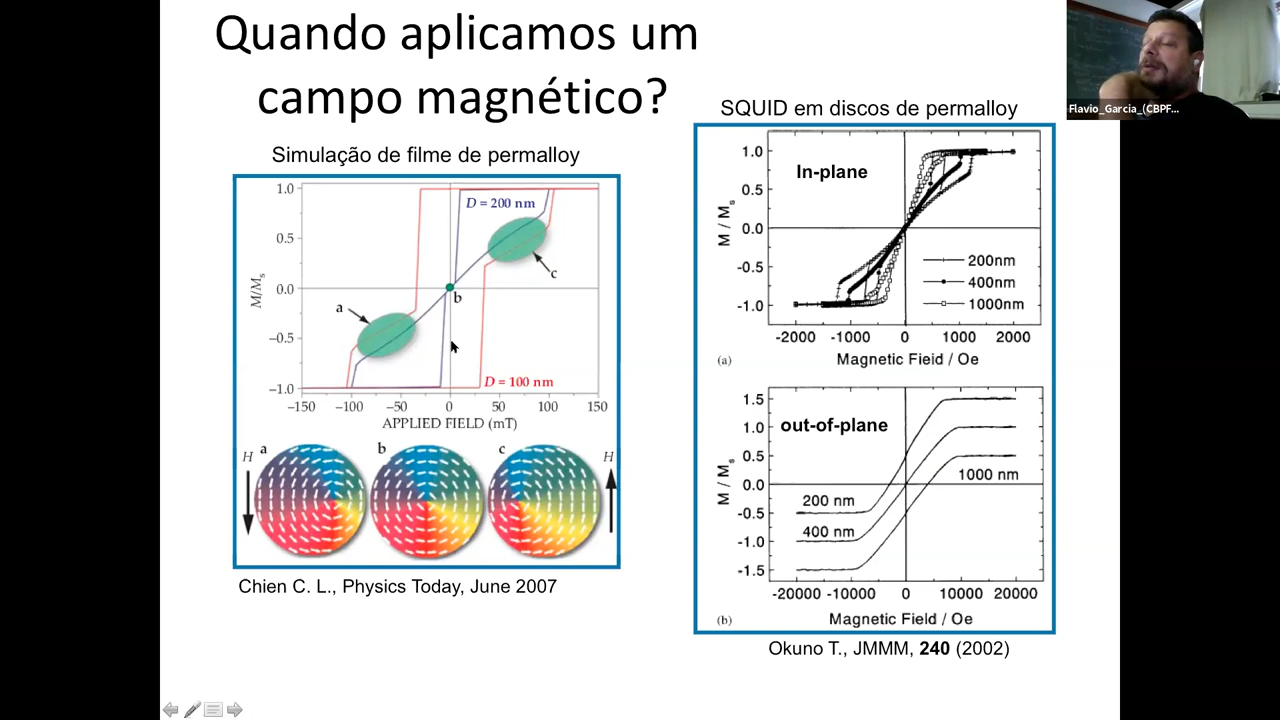 Quando aplicamos um
campo magnético?
Flavio_Garcia_(CBPF...
Simulação de filme de permalloy
1.0
0.5
0.0
−0.5
−1.0
M/Ms
D = 200 nm
c
b
a
D = 100 nm
−150 −100 −50 0 50 100 150
APPLIED FIELD (mT)
H a b c H
Chien C. L., Physics Today, June 2007
SQUID em discos de permalloy
In-plane
1.0
0.5
0.0
-0.5
-1.0
M / Ms
200nm
400nm
1000nm
-2000 -1000 0 1000 2000
(a) Magnetic Field / Oe
out-of-plane
1.5
1.0
0.5
0.0
-0.5
-1.0
-1.5
M / Ms
1000 nm
200 nm
400 nm
-20000 -10000 0 10000 20000
(b) Magnetic Field / Oe
Okuno T., JMMM, 240 (2002)